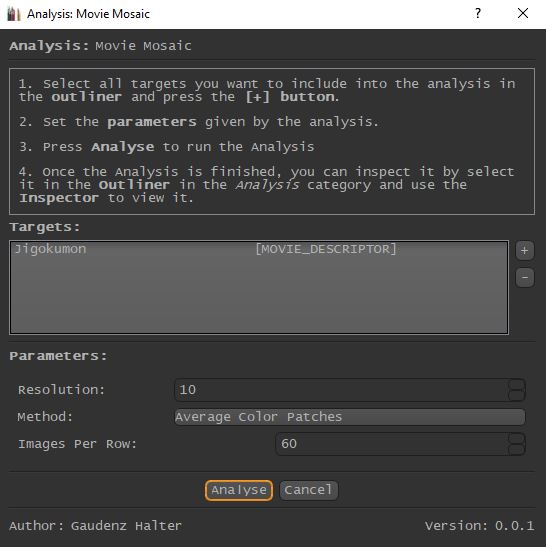 Analysis: Movie Mosaic
?
Analysis: Movie Mosaic
1. Select all targets you want to include into the analysis in
the outliner and press the [+] button.
2. Set the parameters given by the analysis.
3. Press Analyse to run the Analysis
4. Once the Analysis is finished, you can inspect it by select
it in the Outliner in the Analysis category and use the
Inspector to view it.
Targets:
Jigokumon [MOVIE_DESCRIPTOR]
+
-
Parameters:
Resolution: 10
Method: Average Color Patches
Images Per Row: 60
Analyse Cancel
Author: Gaudenz Halter Version: 0.0.1